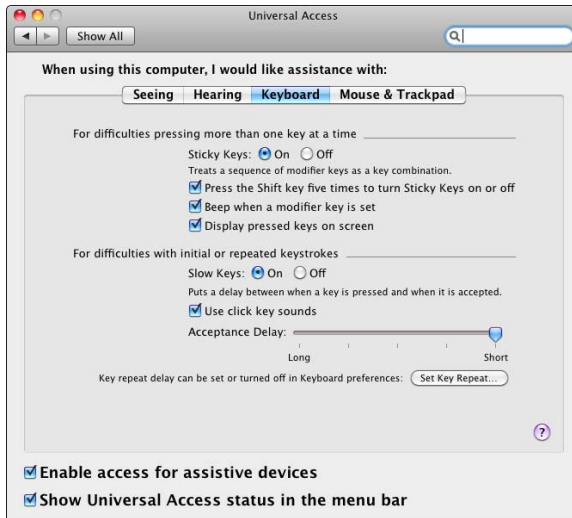 Universal Access
Show All
When using this computer, I would like assistance with:
Seeing Hearing Keyboard Mouse & Trackpad
For difficulties pressing more than one key at a time
Sticky Keys: On Off
Treats a sequence of modifier keys as a key combination.
Press the Shift key five times to turn Sticky Keys on or off
Beep when a modifier key is set
Display pressed keys on screen
For difficulties with initial or repeated keystrokes
Slow Keys: On Off
Puts a delay between when a key is pressed and when it is accepted.
Use click key sounds
Acceptance Delay:
Long Short
Key repeat delay can be set or turned off in Keyboard preferences: Set Key Repeat...
?
Enable access for assistive devices
Show Universal Access status in the menu bar